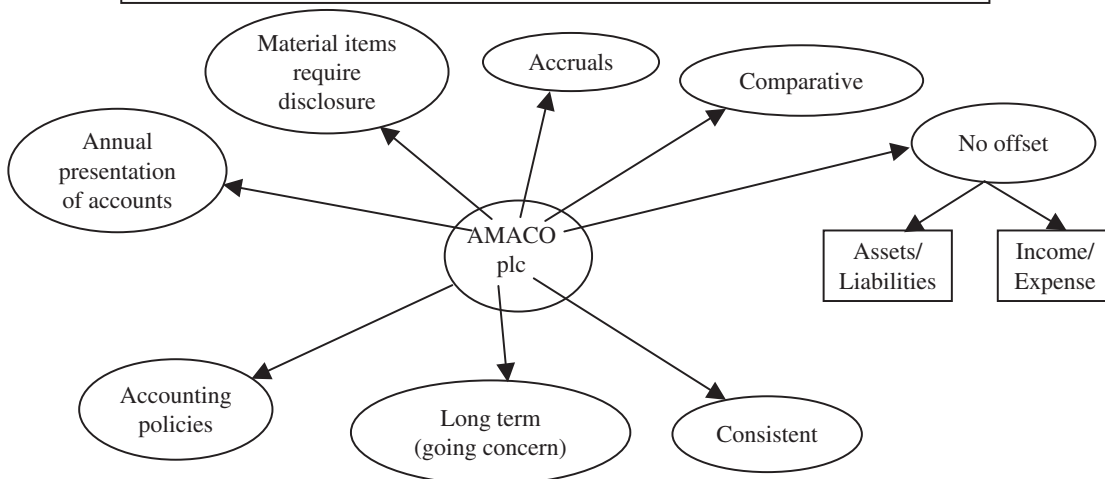 Material items
require
disclosure
Accruals
Comparative
Annual
presentation
of accounts
No offset
AMACO
plc
Assets/
Liabilities
Income/
Expense
Accounting
policies
Long term
(going concern)
Consistent